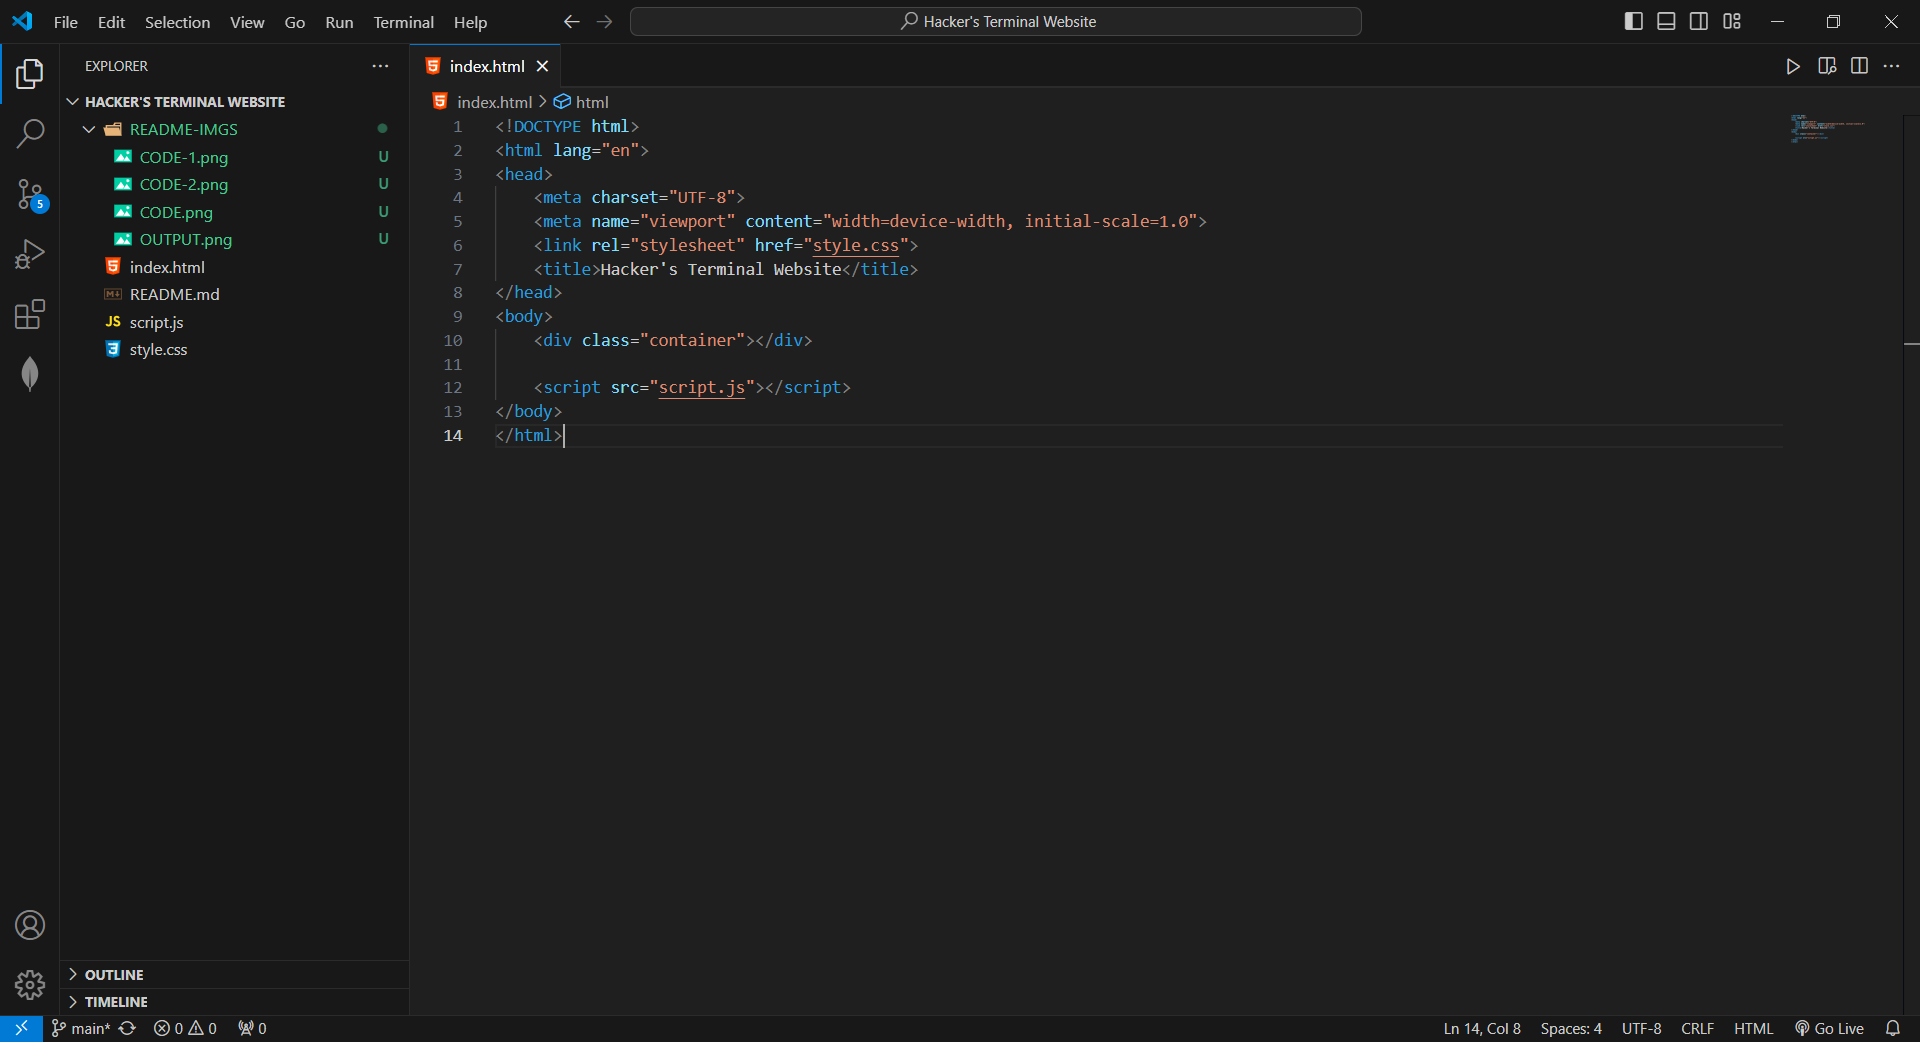 File Edit Selection View Go Run Terminal Help
Hacker's Terminal Website
EXPLORER
HACKER'S TERMINAL WEBSITE
README-IMGS
CODE-1.png U
CODE-2.png U
CODE.png U
OUTPUT.png U
index.html
README.md
JS script.js
style.css
5
OUTLINE
TIMELINE
index.html
index.html > html
1 <!DOCTYPE html>
2 <html lang="en">
3 <head>
4 <meta charset="UTF-8">
5 <meta name="viewport" content="width=device-width, initial-scale=1.0">
6 <link rel="stylesheet" href="style.css">
7 <title>Hacker's Terminal Website</title>
8 </head>
9 <body>
10 <div class="container"></div>
11
12 <script src="script.js"></script>
13 </body>
14 </html>
main* 0 0 0
Ln 14, Col 8 Spaces: 4 UTF-8 CRLF HTML Go Live